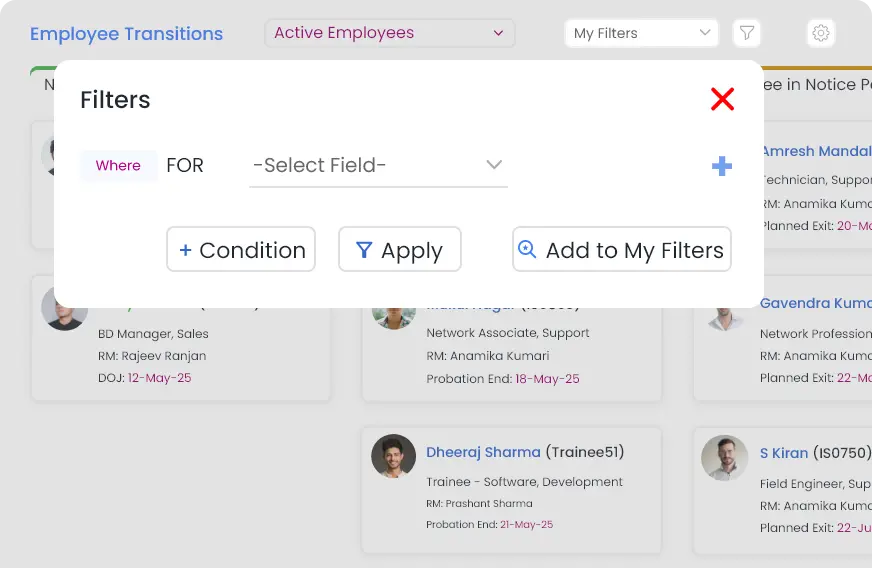 Employee Transitions
Active Employees
My Filters
N
ee in Notice Pe
Filters
Where FOR -Select Field-
+ Condition
Apply
Add to My Filters
Amresh Mandal
Technician, Suppor
RM: Anamika Kuma
Planned Exit: 20-Ma
BD Manager, Sales
RM: Rajeev Ranjan
DOJ: 12-May-25
Network Associate, Support
RM: Anamika Kumari
Probation End: 18-May-25
Gavendra Kuma
Network Profession
RM: Anamika Kuma
Planned Exit: 22-Ma
Dheeraj Sharma (Trainee51)
Trainee - Software, Development
RM: Prashant Sharma
Probation End: 21-May-25
S Kiran (IS0750)
Field Engineer, Sup
RM: Anamika Kuma
Planned Exit: 22-Ju